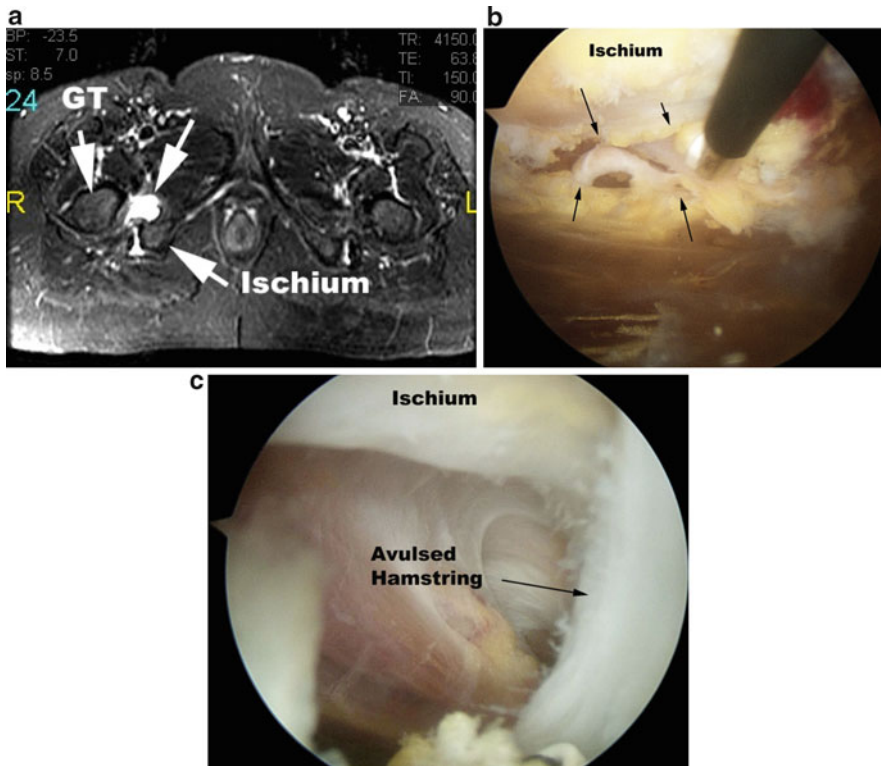 a
BP: -23.5
ST: 7.0
sp: 8.5
24
TR: 4150.0
TE: 63.8
TI: 150.0
FA: 90.0
GT
R
L
Ischium
b
Ischium
c
Ischium
Avulsed
Hamstring